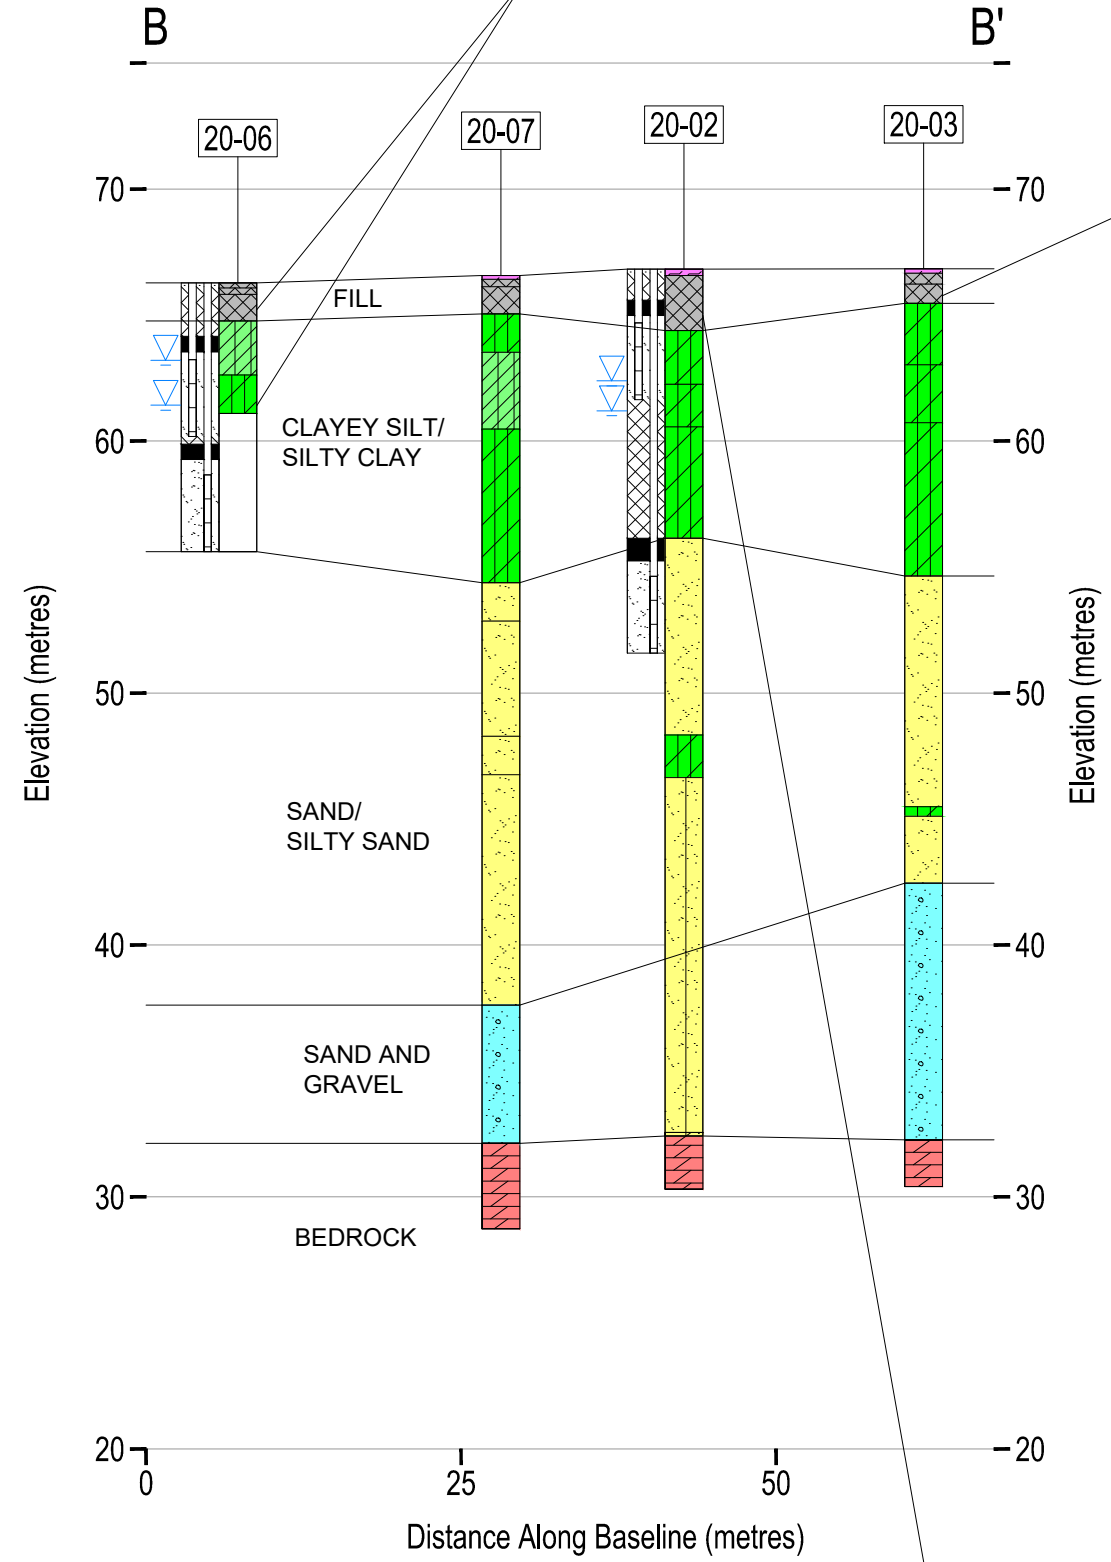 B B'
20-06 20-07 20-02 20-03
70 70
FILL
60 60
CLAYEY SILT/
SILTY CLAY
Elevation (metres) Elevation (metres)
50 50
SAND/
SILTY SAND
40 40
SAND AND
GRAVEL
30 30
BEDROCK
20 20
0 25 50
Distance Along Baseline (metres)